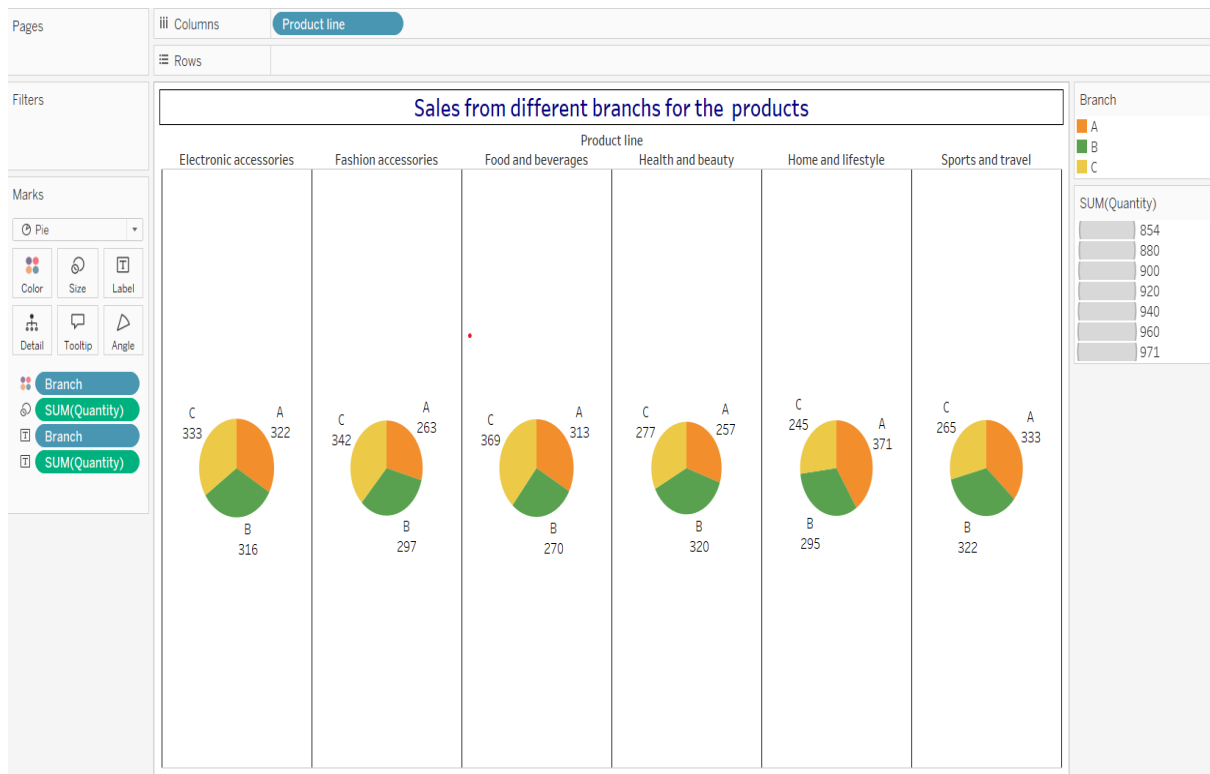 Pages
Columns
Product line
Rows
Filters
Sales from different branchs for the products
Product line
Electronic accessories Fashion accessories Food and beverages Health and beauty Home and lifestyle Sports and travel
Marks
Pie
Color Size Label
Detail Tooltip Angle
Branch
SUM(Quantity)
Branch
SUM(Quantity)
C
333
A
322
B
316
C
342
A
263
B
297
C
369
A
313
B
270
C
277
A
257
B
320
C
245
A
371
B
295
C
265
A
333
B
322
Branch
A
B
C
SUM(Quantity)
854
880
900
920
940
960
971